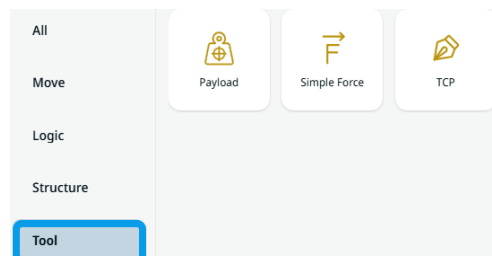 All
Move
Logic
Structure
Tool
Payload
F
Simple Force
TCP